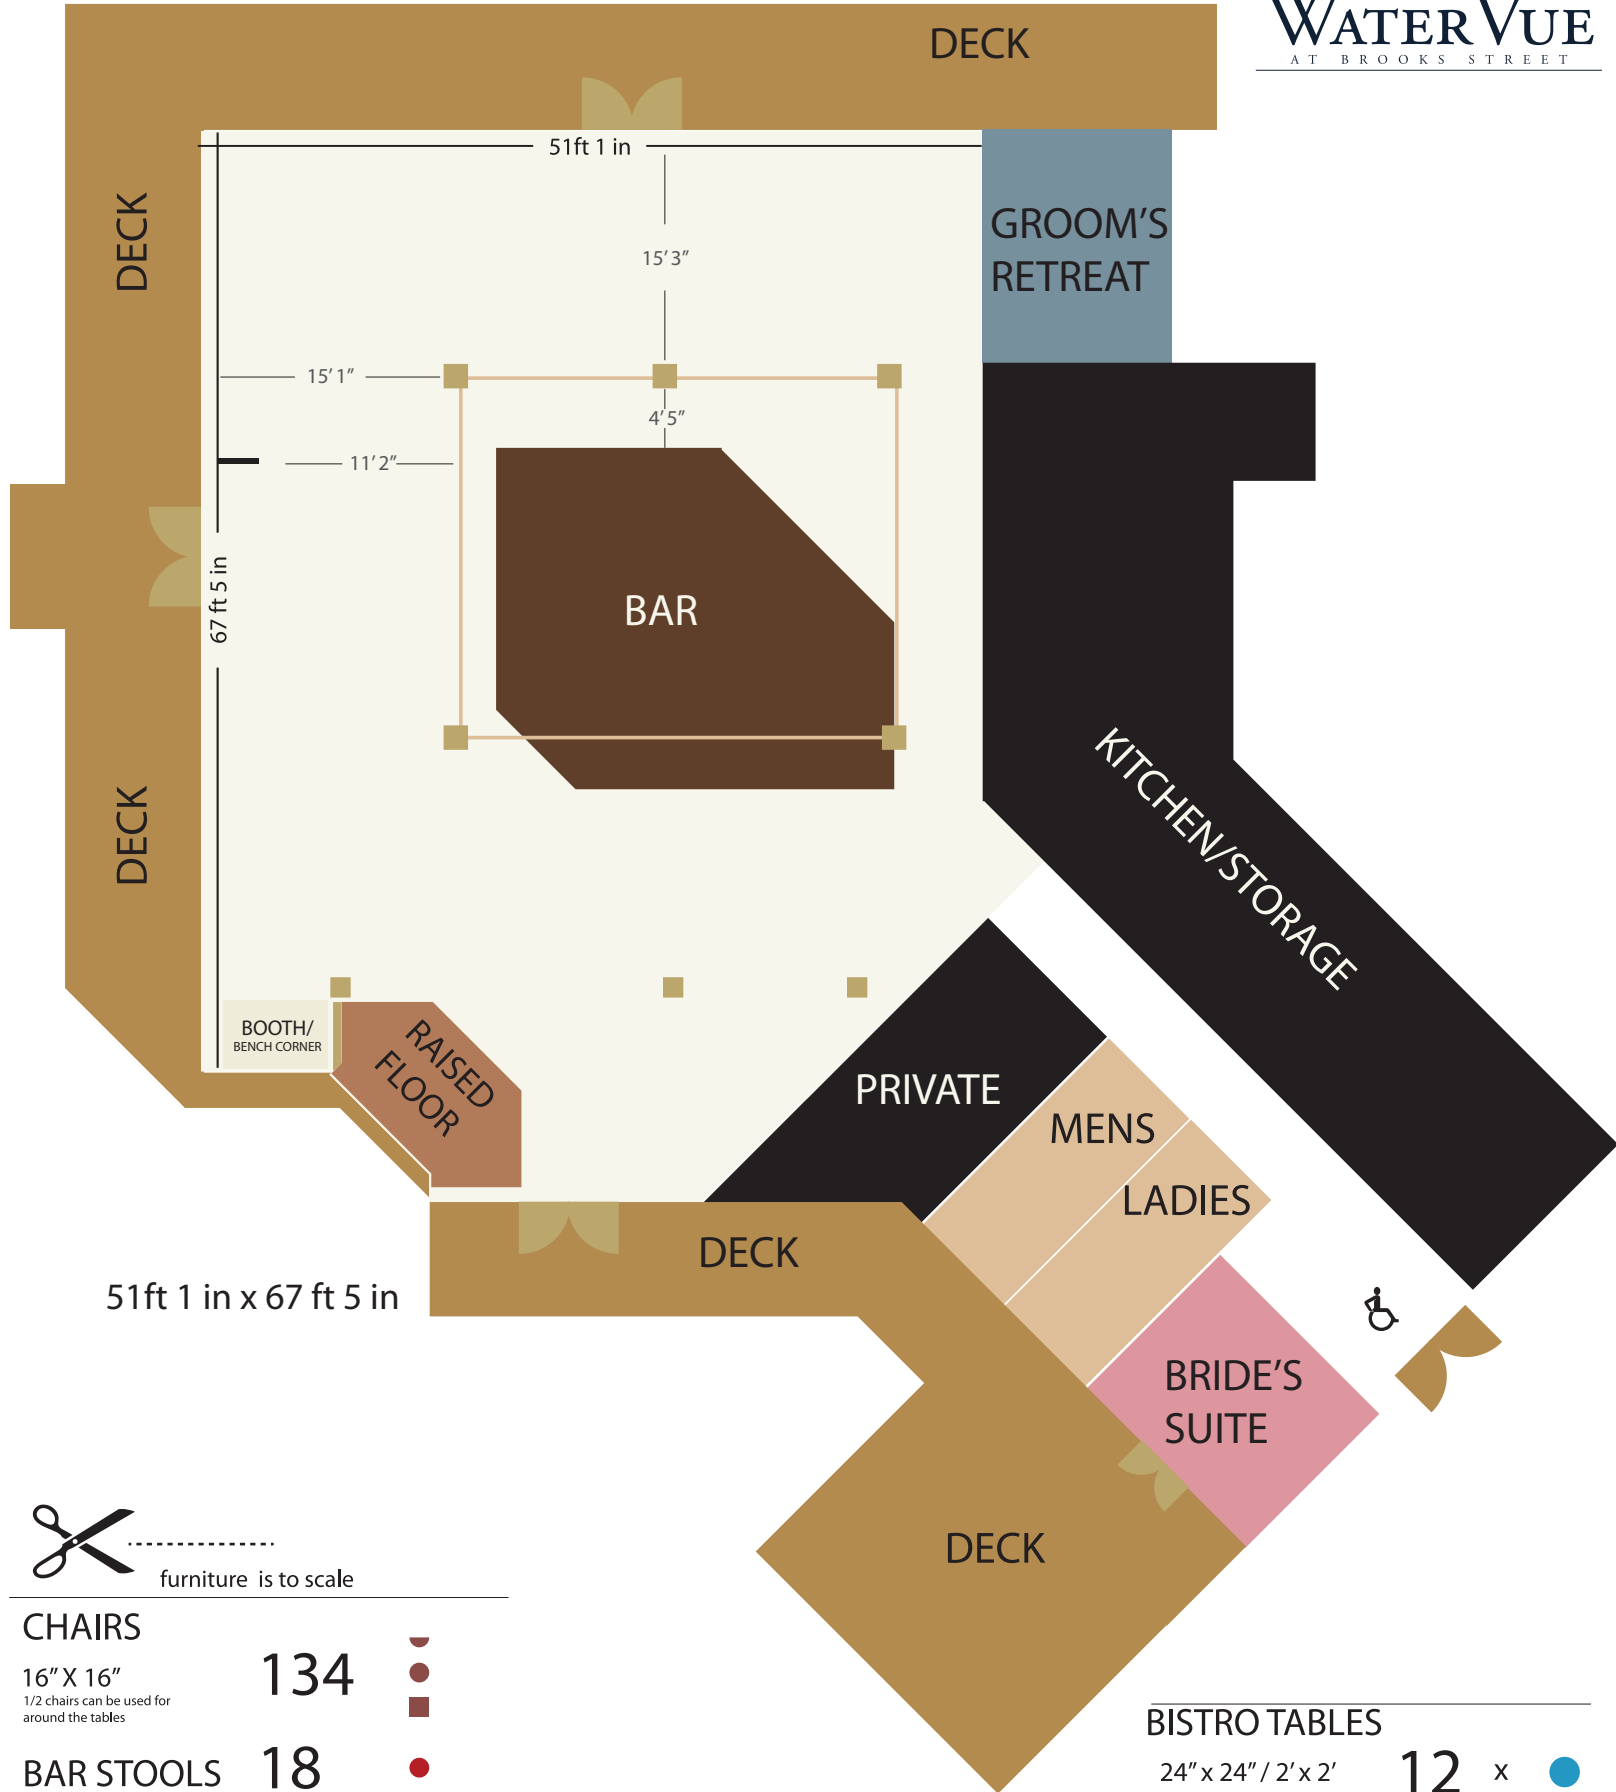 DECK
WATERVUE
AT BROOKS STREET
51ft 1 in
DECK
GROOM'S
RETREAT
15' 3"
15' 1"
4' 5"
11' 2"
67 ft 5 in
BAR
KITCHEN/STORAGE
DECK
BOOTH/
BENCH CORNER
RAISED
FLOOR
PRIVATE
MENS
LADIES
DECK
51ft 1 in x 67 ft 5 in
BRIDE'S
SUITE
DECK
furniture is to scale
CHAIRS
16" X 16"
1/2 chairs can be used for
around the tables
134
BAR STOOLS 18
BISTRO TABLES
24" x 24" / 2' x 2' 12 x